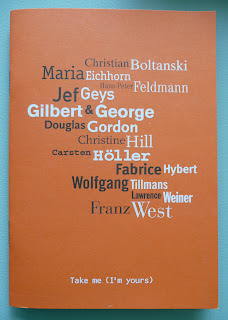 Christian Boltanski
Maria Eichhorn
Hans-Peter Feldmann
Jef Geys
Gilbert & George
Douglas Gordon
Christine Hill
Carsten Höller
Fabrice Hybert
Wolfgang Tillmans
Lawrence Weiner
Franz West
Take me (I'm yours)